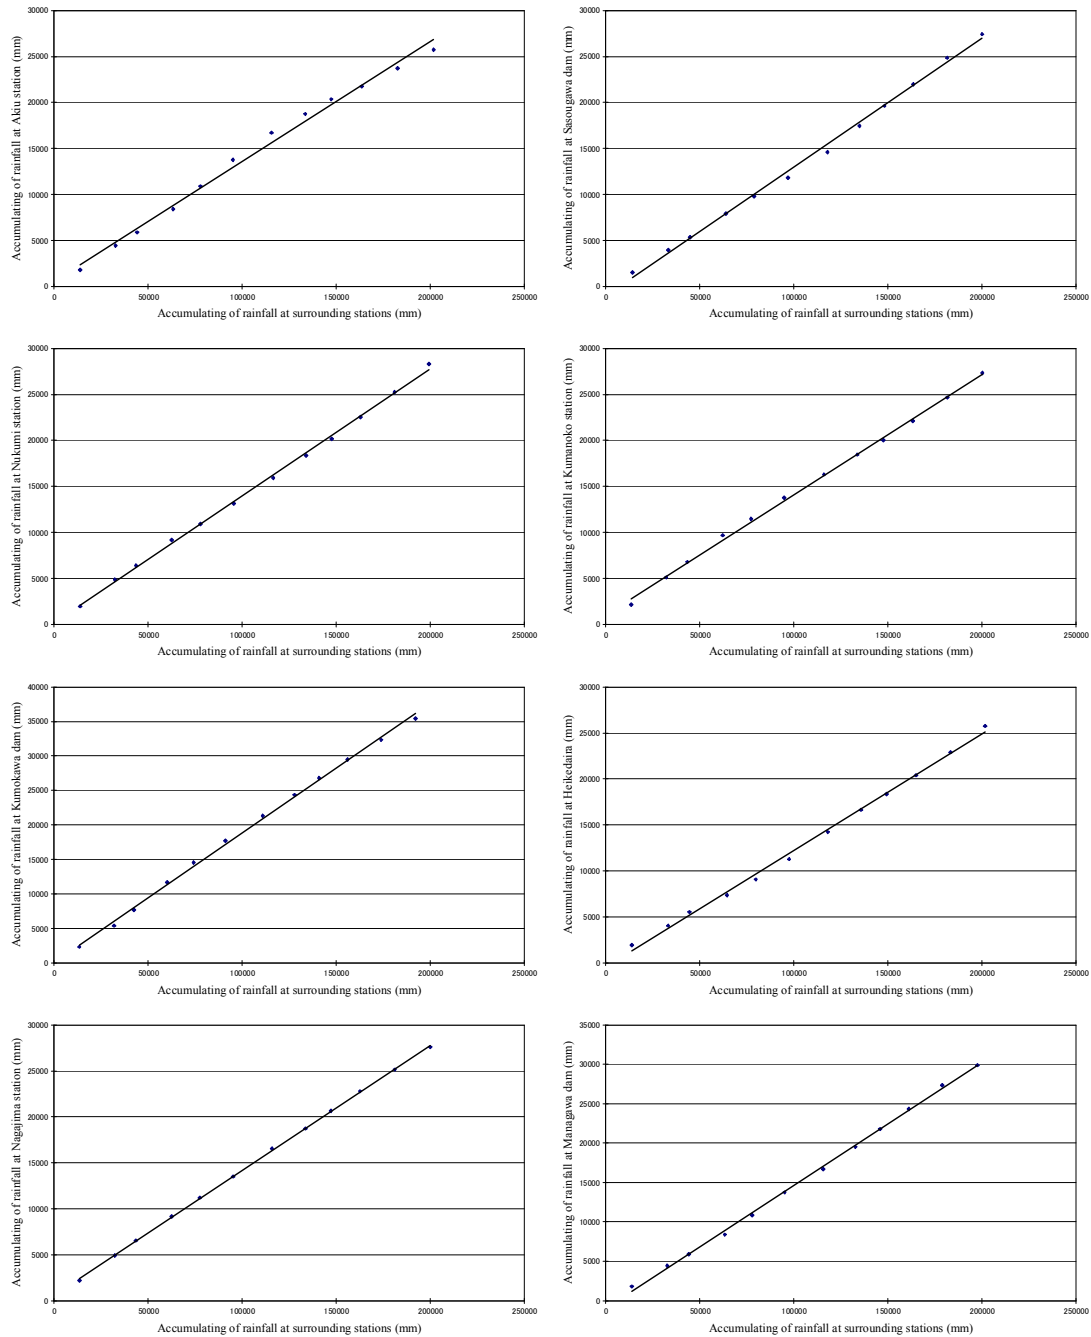 Accumulating of rainfall at Akiu station (mm)
30000
25000
20000
15000
10000
5000
0
0 50000 100000 150000 200000 250000
Accumulating of rainfall at surrounding stations (mm)
Accumulating of rainfall at Sasougawa dam (mm)
30000
25000
20000
15000
10000
5000
0
0 50000 100000 150000 200000 250000
Accumulating of rainfall at surrounding stations (mm)
Accumulating of rainfall at Nukumi station (mm)
30000
25000
20000
15000
10000
5000
0
0 50000 100000 150000 200000 250000
Accumulating of rainfall at surrounding stations (mm)
Accumulating of rainfall at Kumanoko station (mm)
30000
25000
20000
15000
10000
5000
0
0 50000 100000 150000 200000 250000
Accumulating of rainfall at surrounding stations (mm)
Accumulating of rainfall at Kumokawa dam (mm)
40000
35000
30000
25000
20000
15000
10000
5000
0
0 50000 100000 150000 200000 250000
Accumulating of rainfall at surrounding stations (mm)
Accumulating of rainfall at Heikedaira (mm)
30000
25000
20000
15000
10000
5000
0
0 50000 100000 150000 200000 250000
Accumulating of rainfall at surrounding stations (mm)
Accumulating of rainfall at Nagajima station (mm)
30000
25000
20000
15000
10000
5000
0
0 50000 100000 150000 200000 250000
Accumulating of rainfall at surrounding stations (mm)
Accumulating of rainfall at Managawa dam (mm)
35000
30000
25000
20000
15000
10000
5000
0
0 50000 100000 150000 200000 250000
Accumulating of rainfall at surrounding stations (mm)